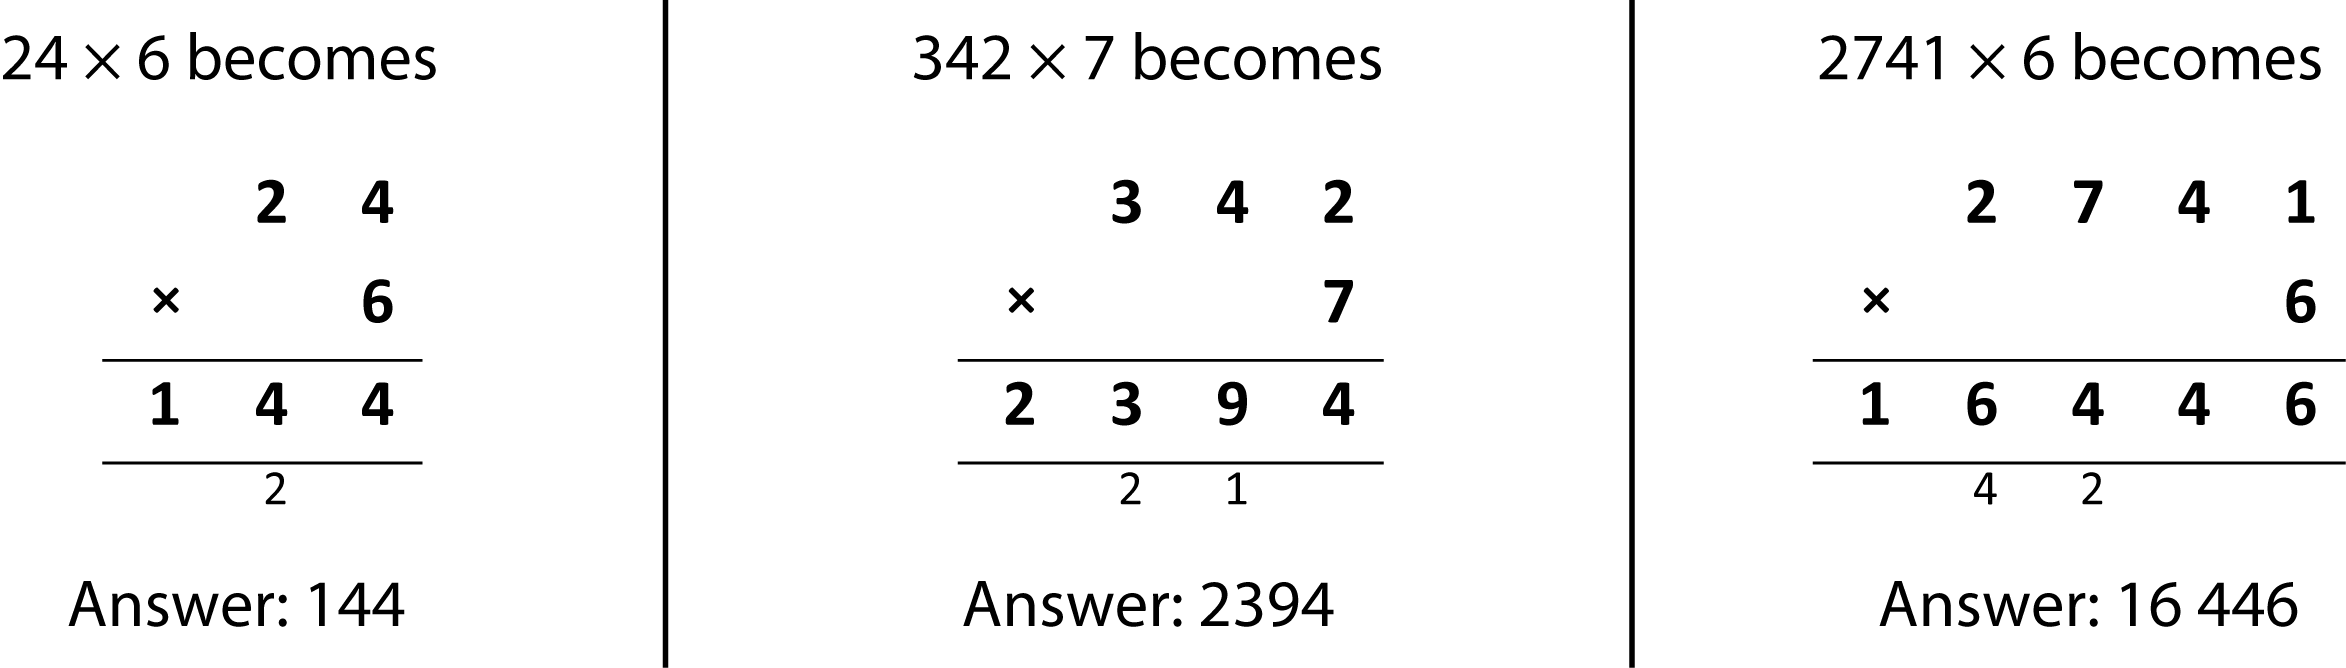 24 × 6 becomes
2 4
× 6
1 4 4
2
Answer: 144
342 × 7 becomes
3 4 2
× 7
2 3 9 4
2 1
Answer: 2394
2741 × 6 becomes
2 7 4 1
× 6
1 6 4 4 6
4 2
Answer: 16 446